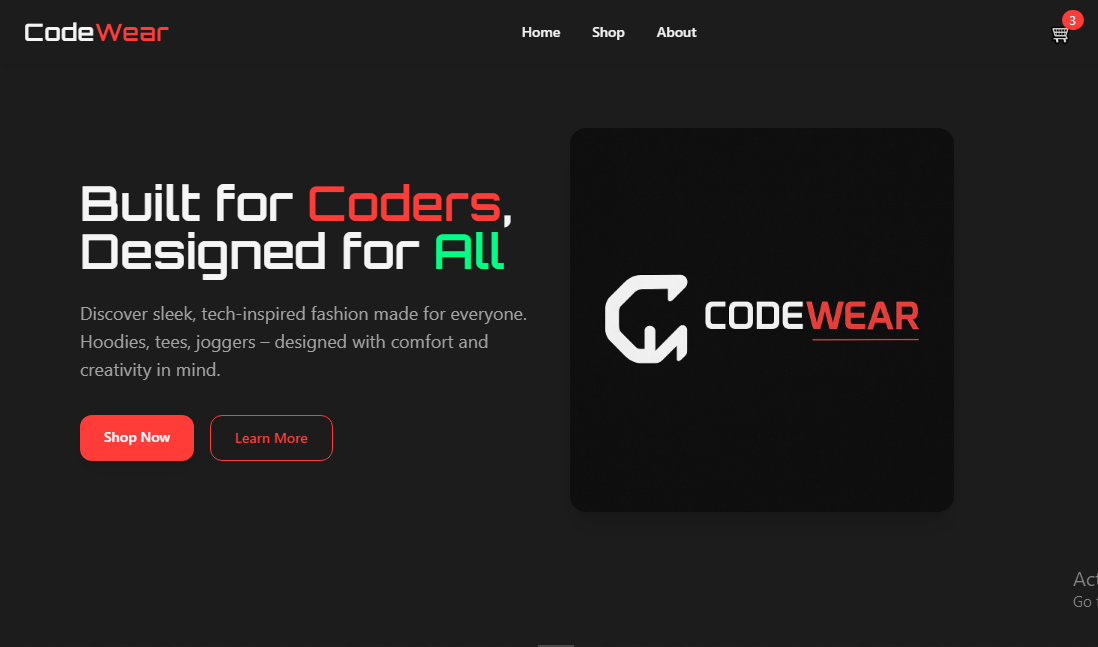 CodeWear
Home
Shop
About
3
Built for Coders,
Designed for All
Discover sleek, tech-inspired fashion made for everyone.
Hoodies, tees, joggers – designed with comfort and
creativity in mind.
Shop Now
Learn More
CODEWEAR
Go